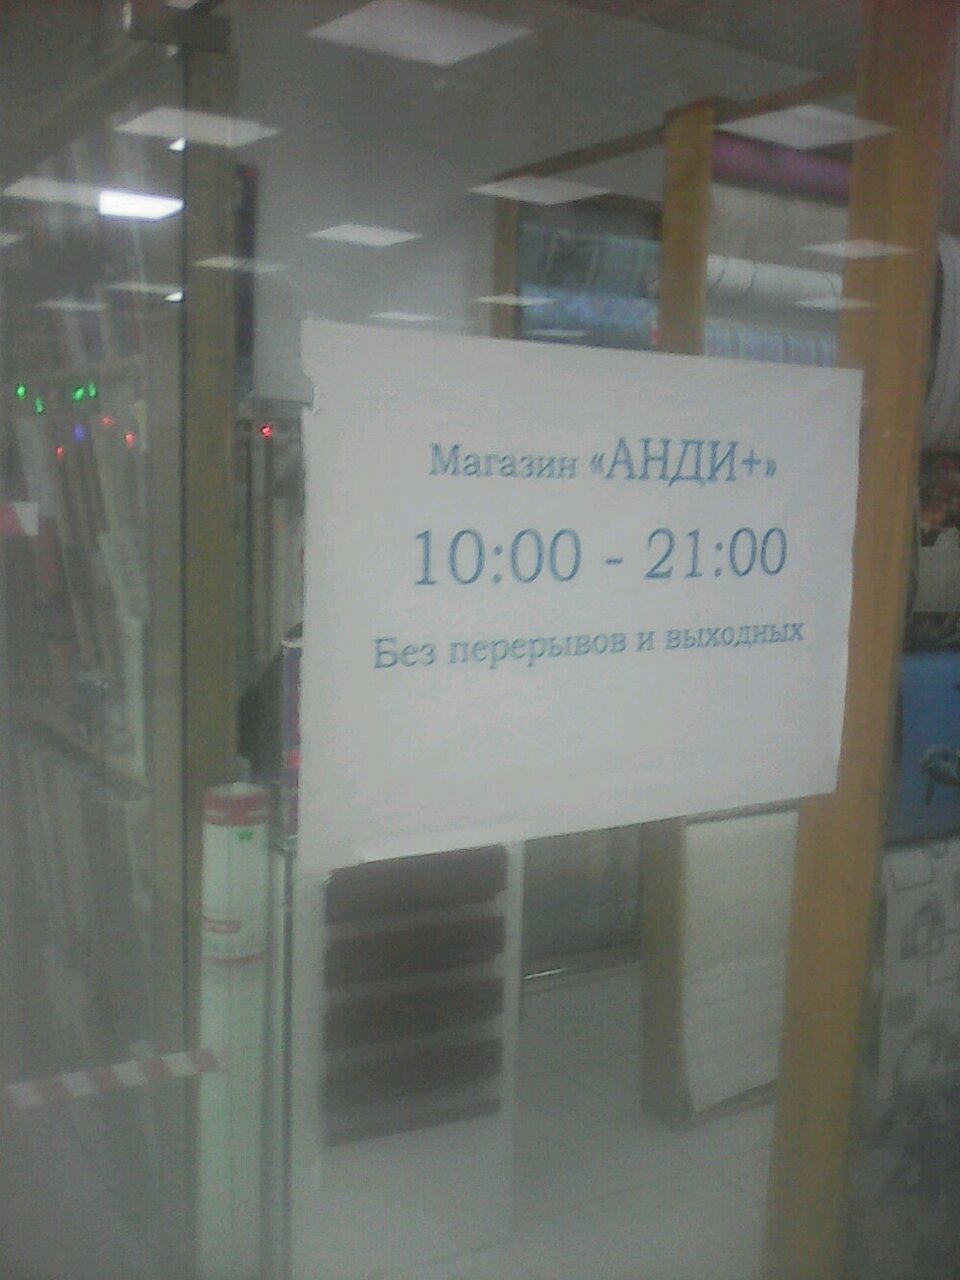 Магазин «АНДИ+»
10:00 - 21:00
Без перерывов и выходных